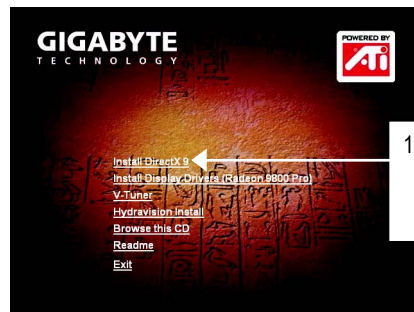 GIGABYTE
TECHNOLOGY
POWERED BY
ATi
Install DirectX 9
1
Install Display Drivers (Radeon 9800 Pro)
V-Tuner
Hydravision Install
Browse this CD
Readme
Exit